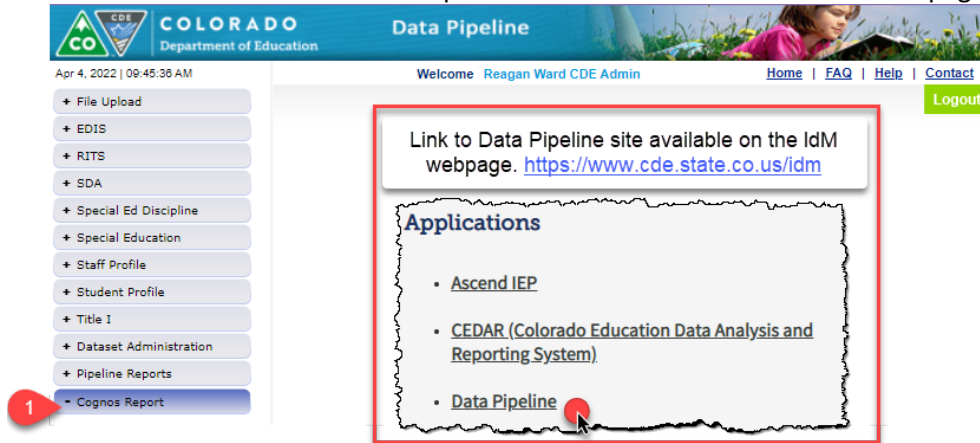 CDE
CO
COLORADO
Department of Education
Data Pipeline
Apr 4, 2022 | 09:45:36 AM
Welcome Reagan Ward CDE Admin
Home | FAQ | Help | Contact
Logout
+ File Upload
+ EDIS
+ RITS
+ SDA
+ Special Ed Discipline
+ Special Education
+ Staff Profile
+ Student Profile
+ Title I
+ Dataset Administration
+ Pipeline Reports
1
- Cognos Report
Link to Data Pipeline site available on the IdM
webpage. https://www.cde.state.co.us/idm
Applications
• Ascend IEP
• CEDAR (Colorado Education Data Analysis and
Reporting System)
• Data Pipeline